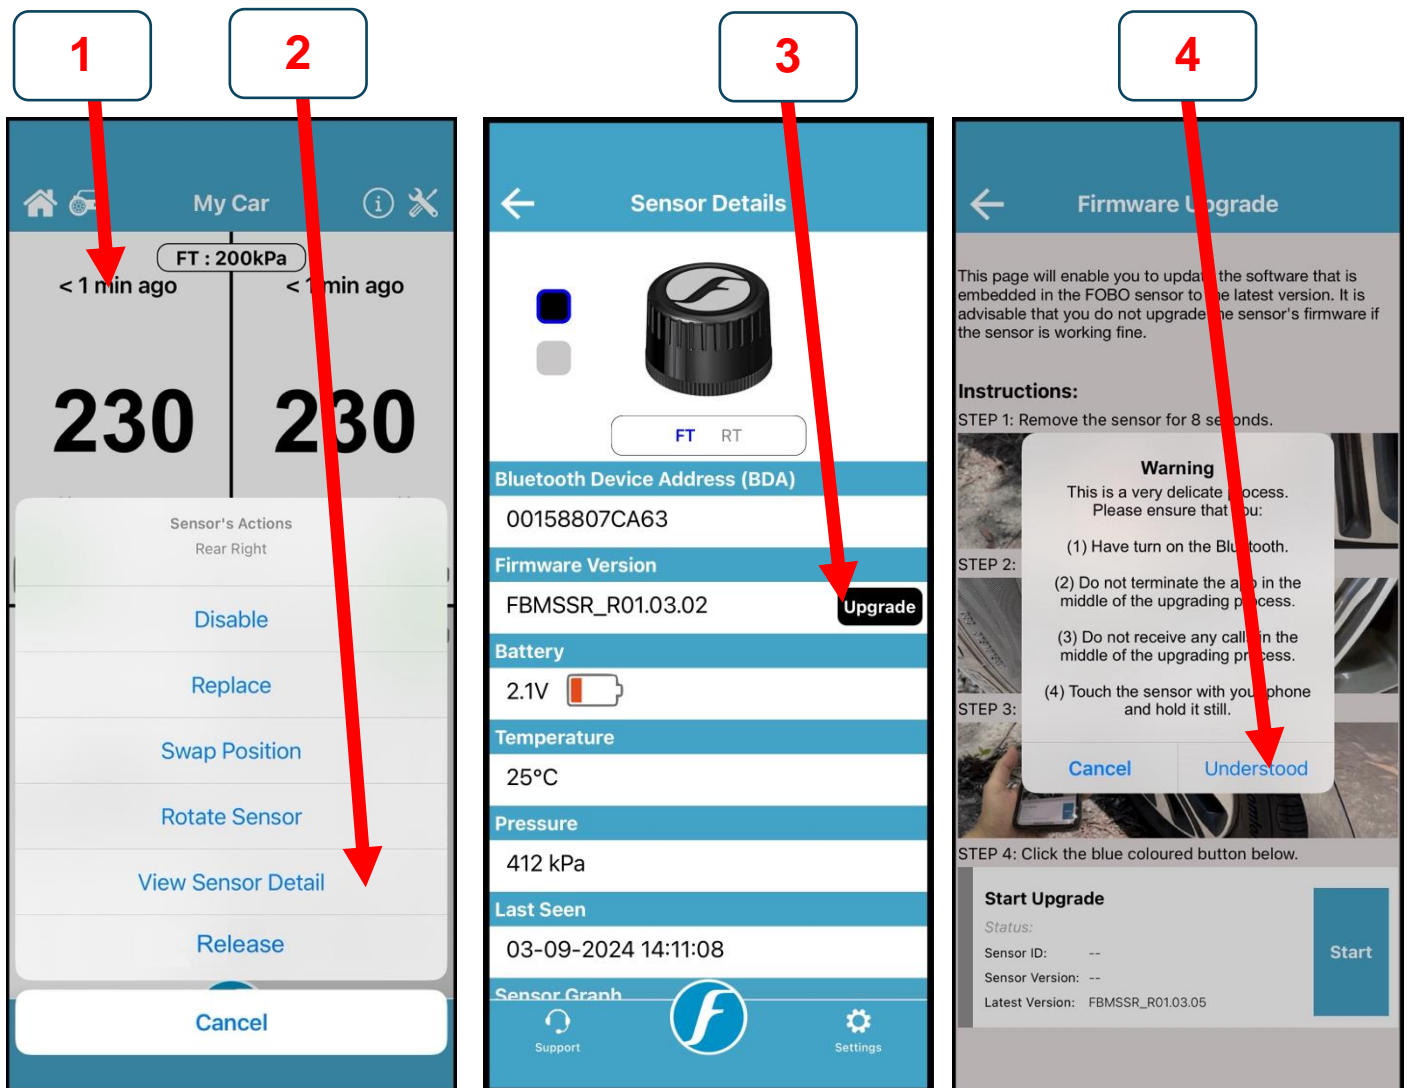 1
2
3
4
My Car
FT : 200kPa
< 1 min ago
< 1 min ago
230
230
Sensor's Actions
Rear Right
Disable
Replace
Swap Position
Rotate Sensor
View Sensor Detail
Release
Cancel
Sensor Details
FT RT
Bluetooth Device Address (BDA)
00158807CA63
Firmware Version
FBMSSR_R01.03.02
Upgrade
Battery
2.1V
Temperature
25°C
Pressure
412 kPa
Last Seen
03-09-2024 14:11:08
Sensor Graph
Support
Settings
Firmware Upgrade
This page will enable you to update the software that is
embedded in the FOBO sensor to the latest version. It is
advisable that you do not upgrade the sensor's firmware if
the sensor is working fine.
Instructions:
STEP 1: Remove the sensor for 8 seconds.
Warning
This is a very delicate process.
Please ensure that you:
(1) Have turn on the Bluetooth.
STEP 2:
(2) Do not terminate the app in the
middle of the upgrading process.
(3) Do not receive any calls in the
middle of the upgrading process.
(4) Touch the sensor with your phone
and hold it still.
STEP 3:
Cancel
Understood
STEP 4: Click the blue coloured button below.
Start Upgrade
Status:
Sensor ID: --
Sensor Version: --
Latest Version: FBMSSR_R01.03.05
Start